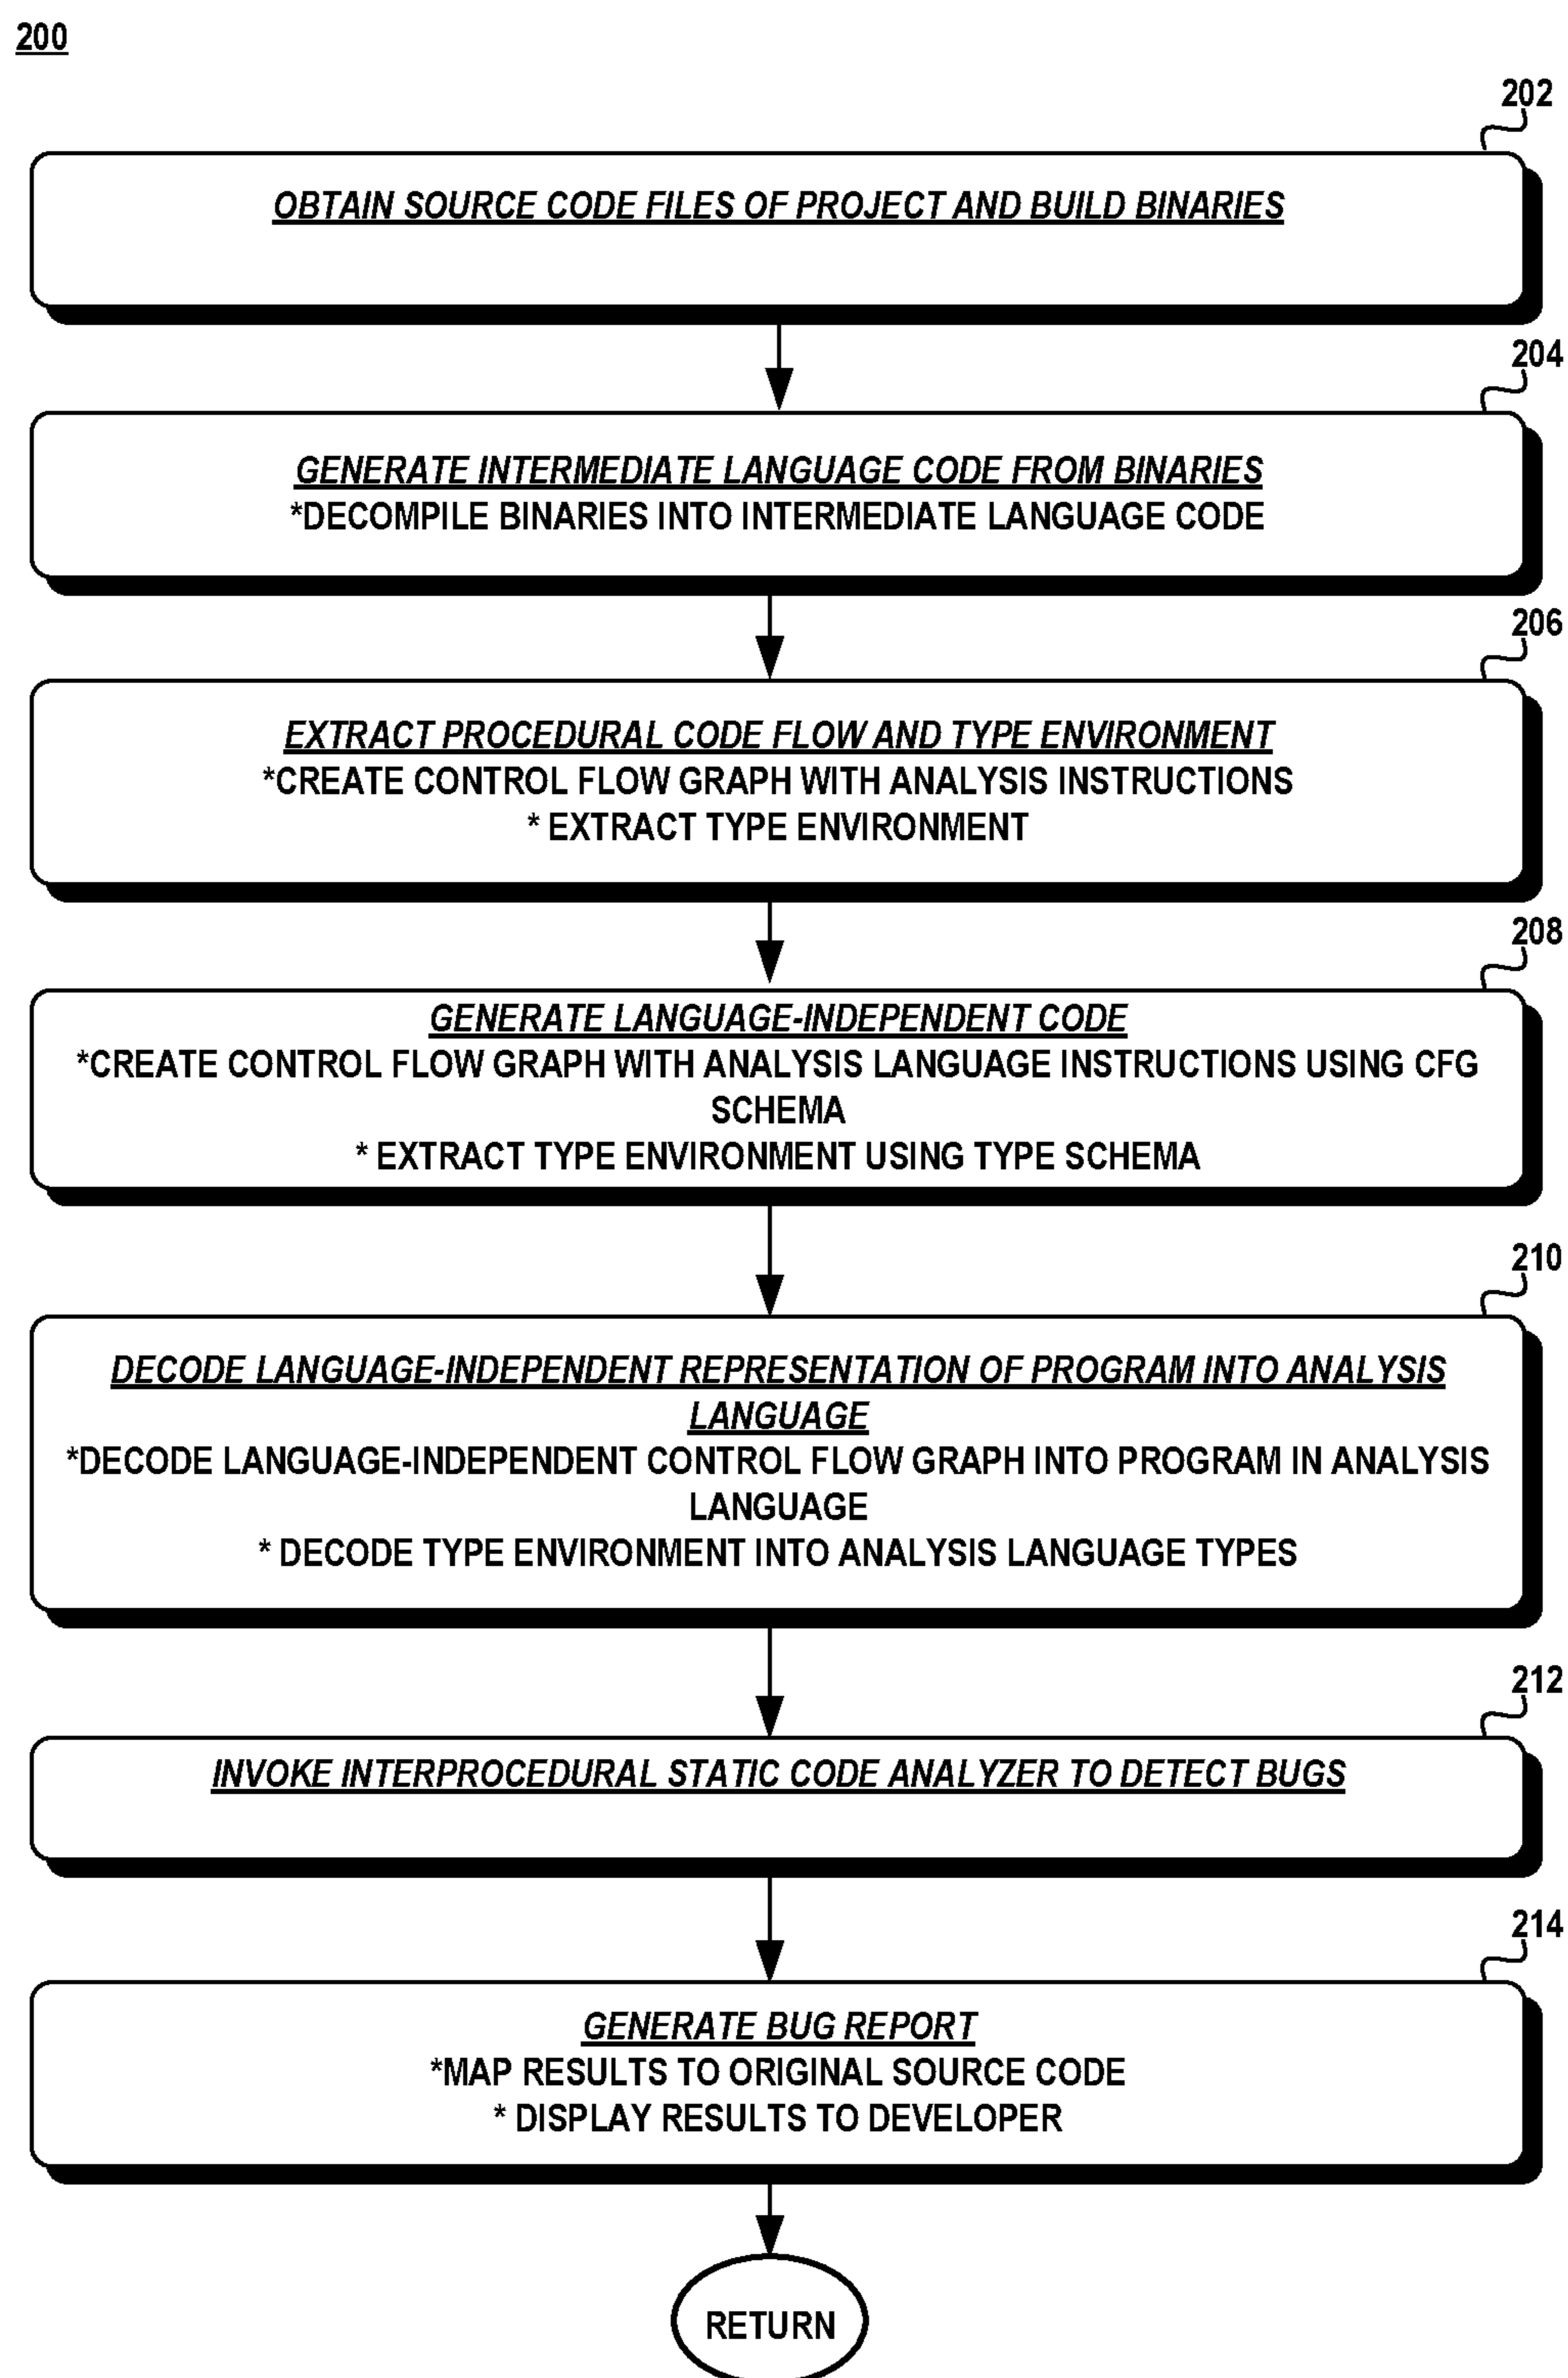 200
202
OBTAIN SOURCE CODE FILES OF PROJECT AND BUILD BINARIES
204
GENERATE INTERMEDIATE LANGUAGE CODE FROM BINARIES
*DECOMPILE BINARIES INTO INTERMEDIATE LANGUAGE CODE
206
EXTRACT PROCEDURAL CODE FLOW AND TYPE ENVIRONMENT
*CREATE CONTROL FLOW GRAPH WITH ANALYSIS INSTRUCTIONS
* EXTRACT TYPE ENVIRONMENT
208
GENERATE LANGUAGE-INDEPENDENT CODE
*CREATE CONTROL FLOW GRAPH WITH ANALYSIS LANGUAGE INSTRUCTIONS USING CFG
SCHEMA
* EXTRACT TYPE ENVIRONMENT USING TYPE SCHEMA
210
DECODE LANGUAGE-INDEPENDENT REPRESENTATION OF PROGRAM INTO ANALYSIS
LANGUAGE
*DECODE LANGUAGE-INDEPENDENT CONTROL FLOW GRAPH INTO PROGRAM IN ANALYSIS
LANGUAGE
* DECODE TYPE ENVIRONMENT INTO ANALYSIS LANGUAGE TYPES
212
INVOKE INTERPROCEDURAL STATIC CODE ANALYZER TO DETECT BUGS
214
GENERATE BUG REPORT
*MAP RESULTS TO ORIGINAL SOURCE CODE
* DISPLAY RESULTS TO DEVELOPER
RETURN